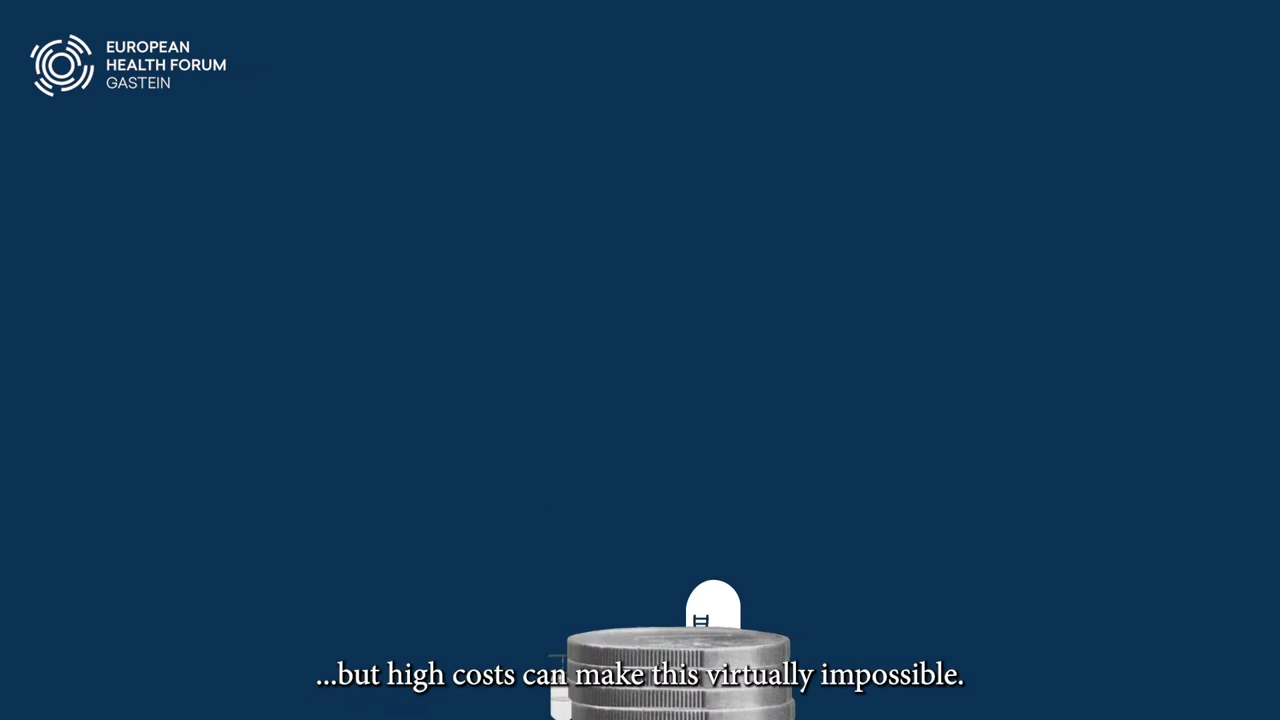 EUROPEAN
HEALTH FORUM
GASTEIN
...but high costs can make this virtually impossible.